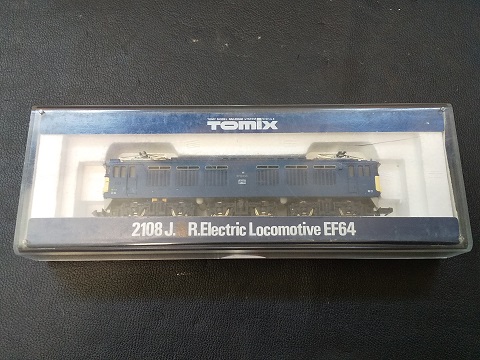 TOMIX
2108 J. R.Electric Locomotive EF64